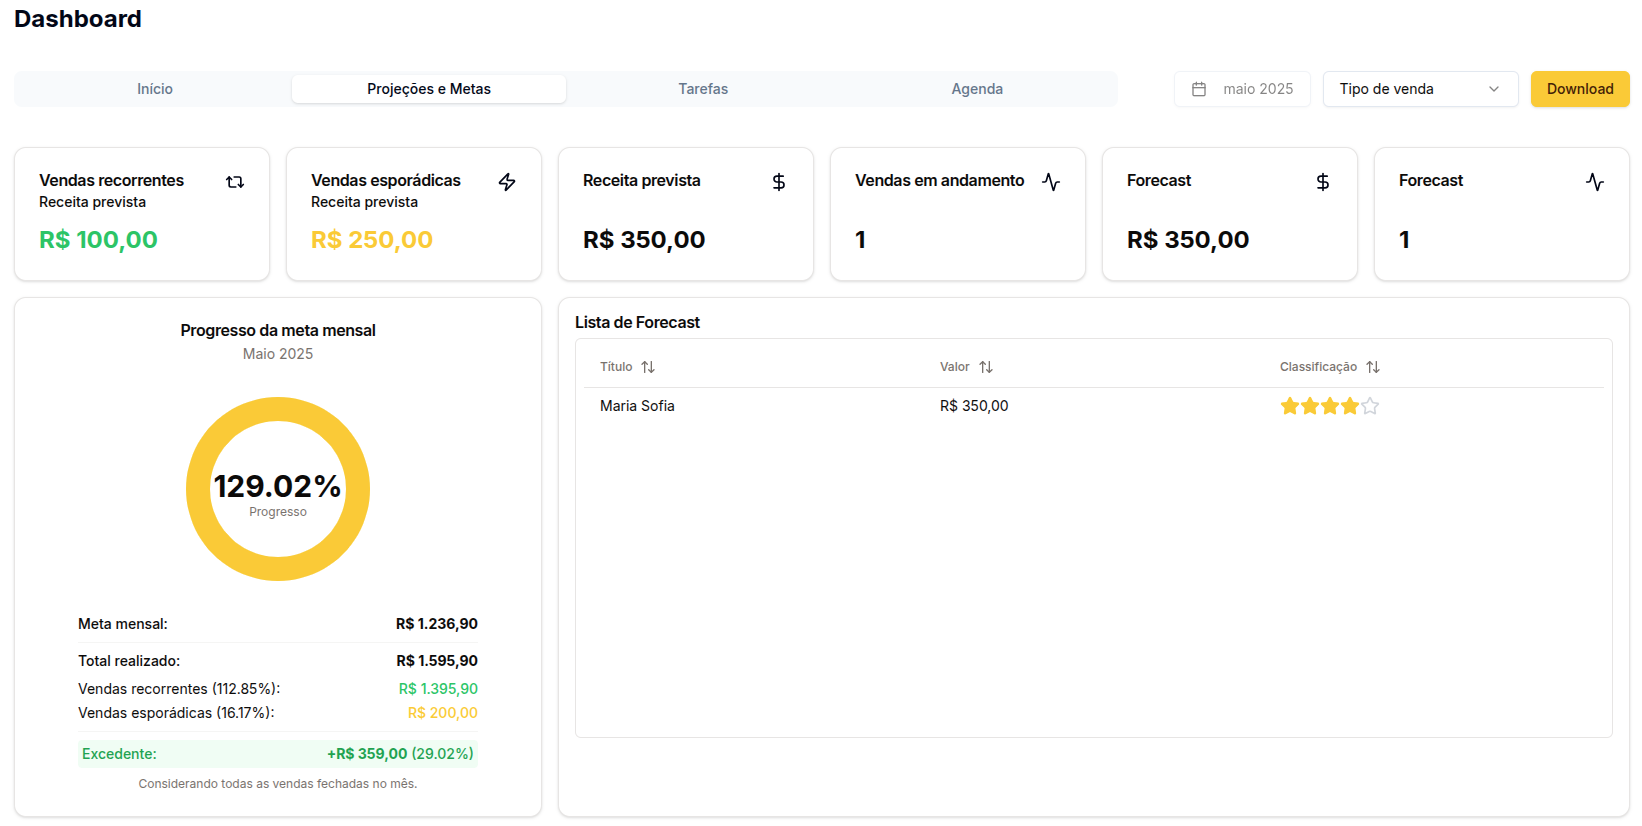 Dashboard
Início Projeções e Metas Tarefas Agenda maio 2025 Tipo de venda Download
Vendas recorrentes
Receita prevista
R$ 100,00
Vendas esporádicas
Receita prevista
R$ 250,00
Receita prevista
R$ 350,00
Vendas em andamento
1
Forecast
R$ 350,00
Forecast
1
Progresso da meta mensal
Maio 2025
129.02%
Progresso
Meta mensal: R$ 1.236,90
Total realizado: R$ 1.595,90
Vendas recorrentes (112.85%): R$ 1.395,90
Vendas esporádicas (16.17%): R$ 200,00
Excedente: +R$ 359,00 (29.02%)
Considerando todas as vendas fechadas no mês.
Lista de Forecast
Título Valor Classificação
Maria Sofia R$ 350,00